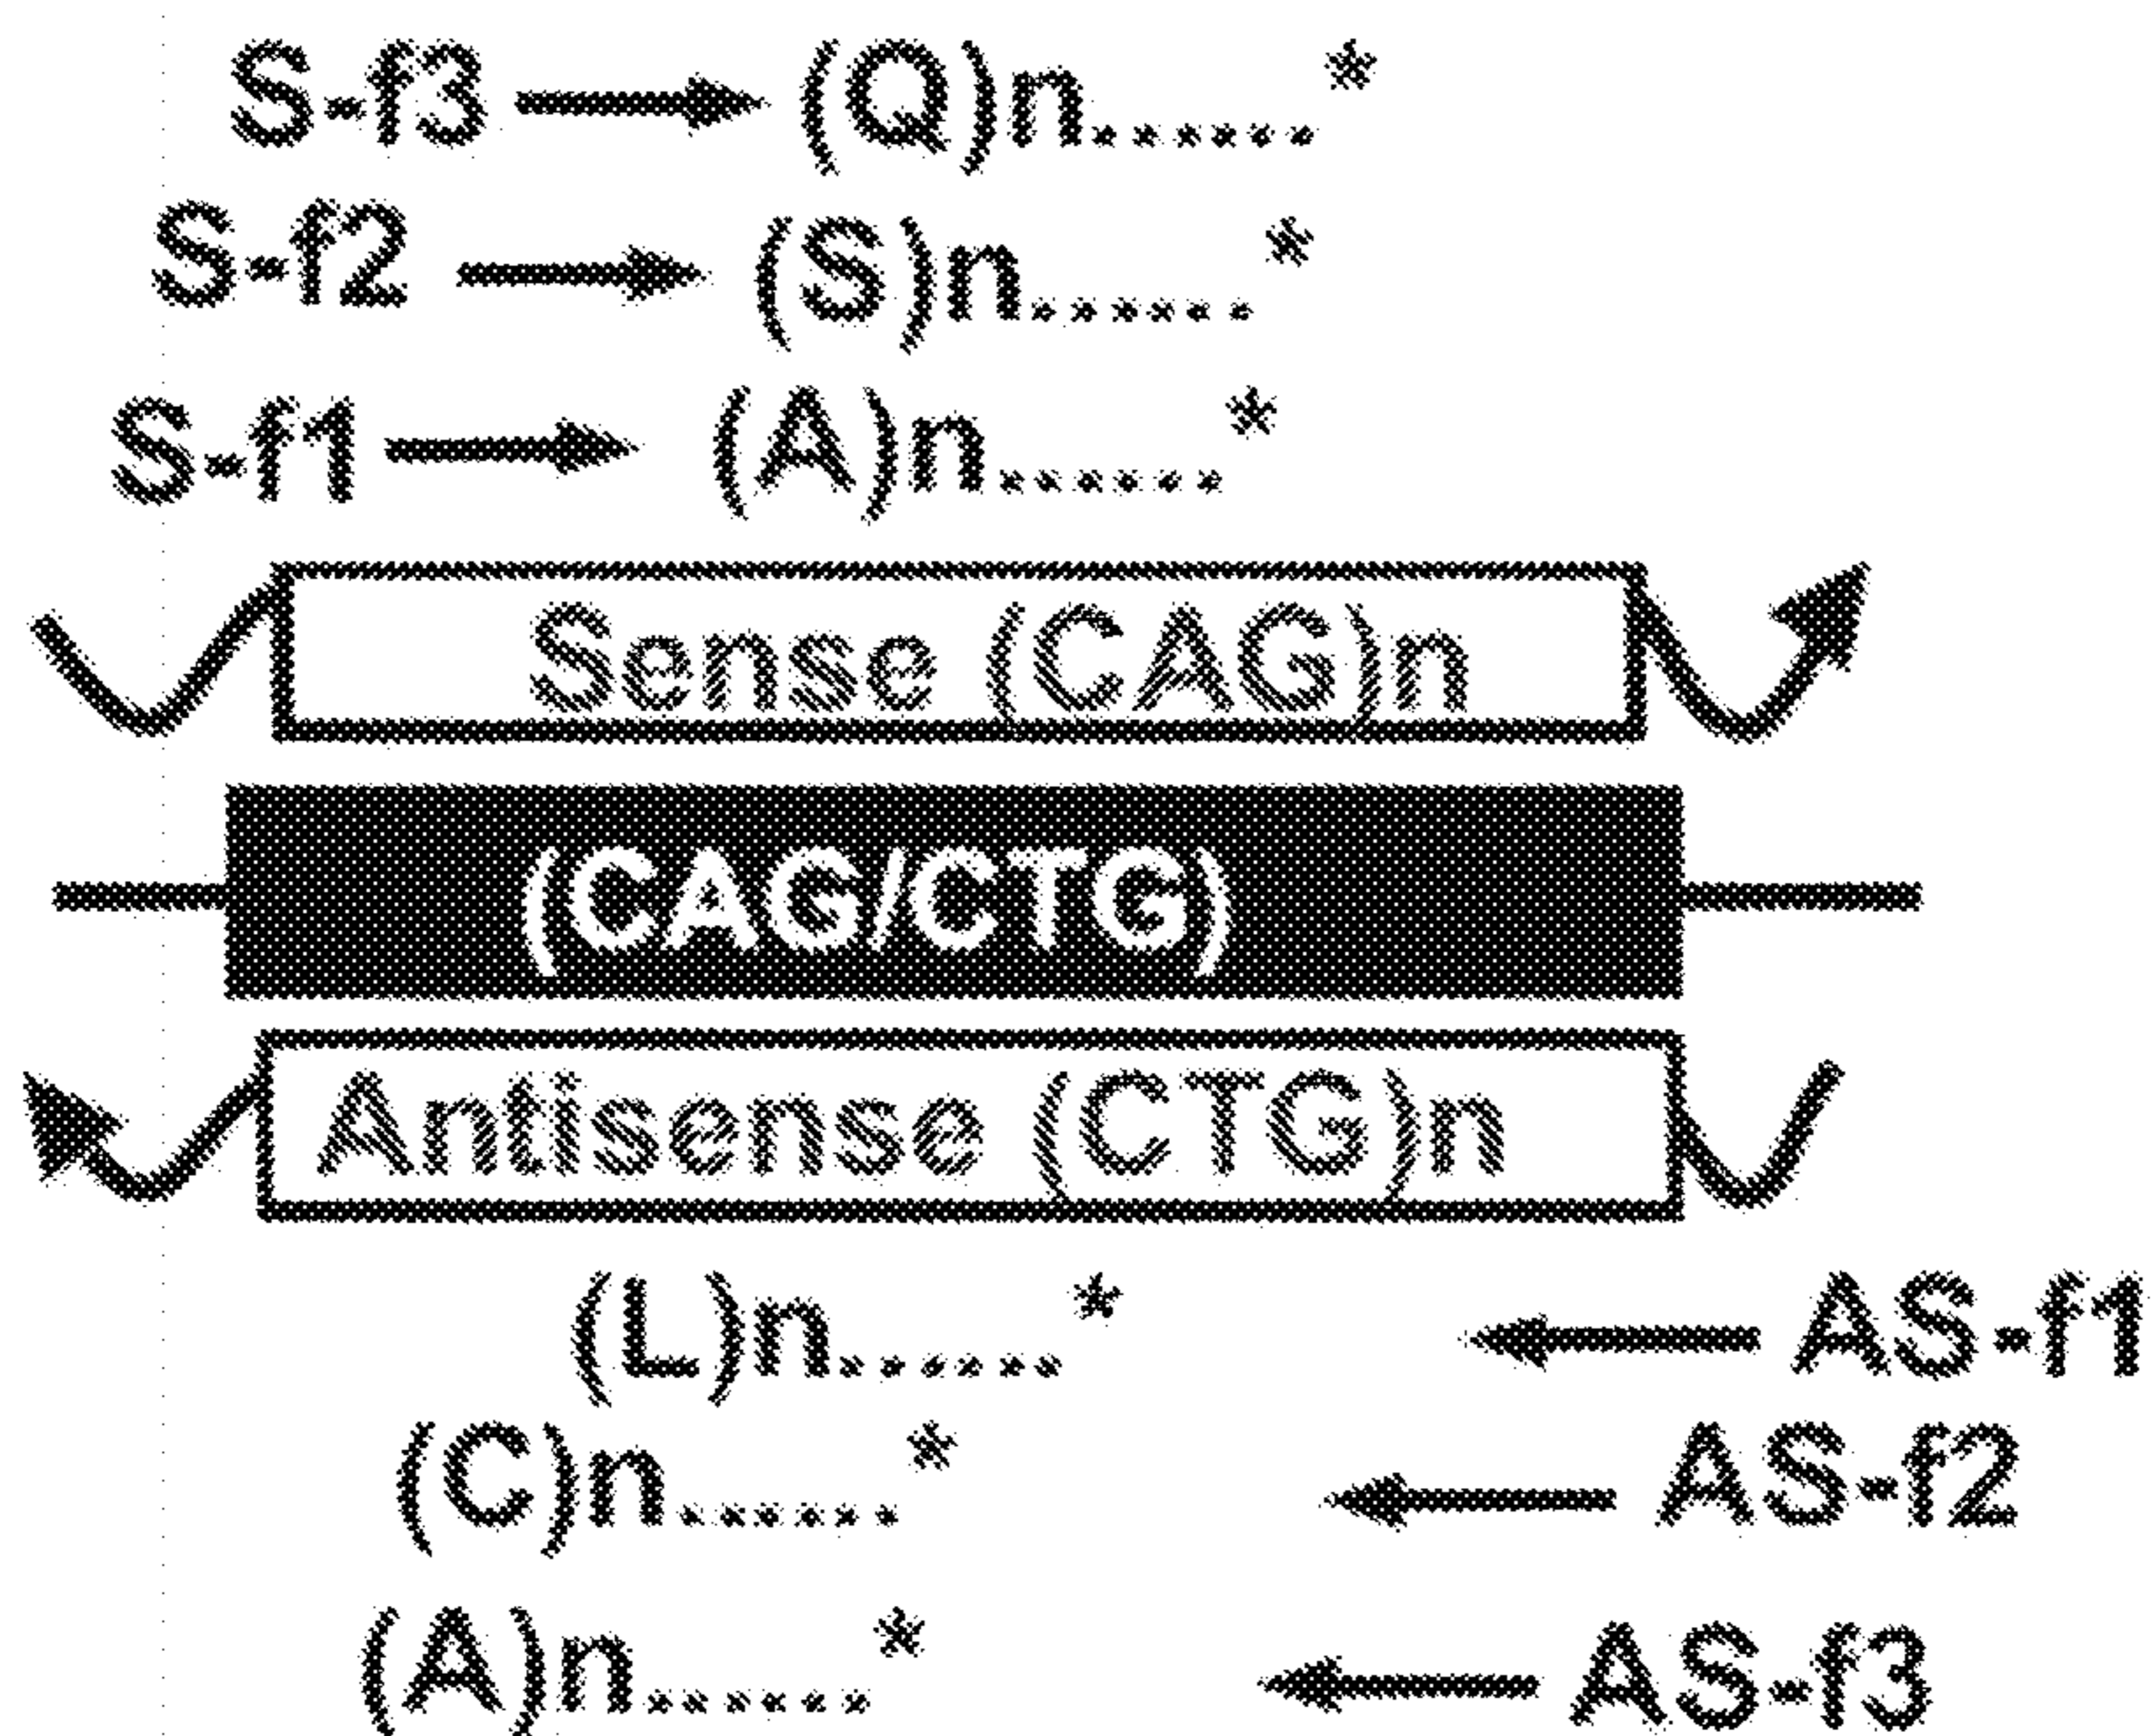 S-f3 (Q)n......*
S-f2 (S)n......*
S-f1 (A)n......*
Sense (CAG)n
(CAG/CTG)
Antisense (CTG)n
(L)n......* AS-f1
(C)n......* AS-f2
(A)n......* AS-f3